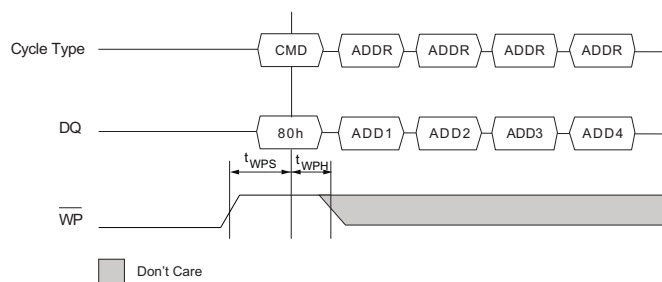 Cycle Type CMD ADDR ADDR ADDR ADDR
DQ 80h ADD1 ADD2 ADD3 ADD4
tWPS tWPH
WP
Don't Care